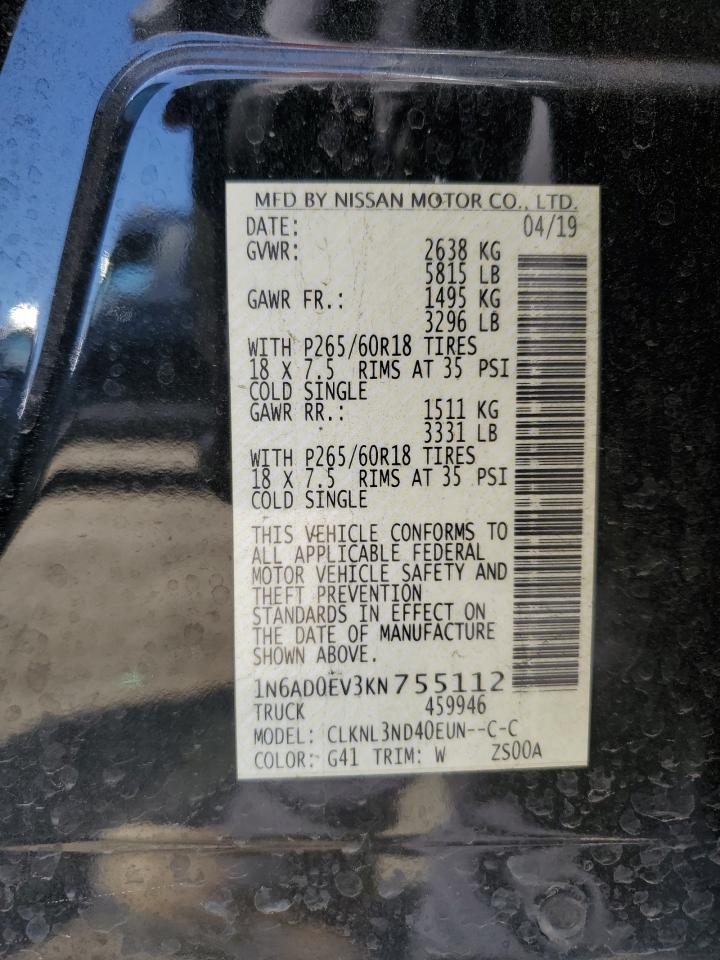 MFD BY NISSAN MOTOR CO., LTD.
DATE: 04/19
GVWR: 2638 KG
5815 LB
GAWR FR.: 1495 KG
3296 LB
WITH P265/60R18 TIRES
18 X 7.5 RIMS AT 35 PSI
COLD SINGLE
GAWR RR.: 1511 KG
3331 LB
WITH P265/60R18 TIRES
18 X 7.5 RIMS AT 35 PSI
COLD SINGLE
THIS VEHICLE CONFORMS TO
ALL APPLICABLE FEDERAL
MOTOR VEHICLE SAFETY AND
THEFT PREVENTION
STANDARDS IN EFFECT ON
THE DATE OF MANUFACTURE
SHOWN ABOVE.
1N6AD0EV3KN755112
TRUCK 459946
MODEL: CLKNL3ND40EUN--C-C
COLOR: G41 TRIM: W ZS00A